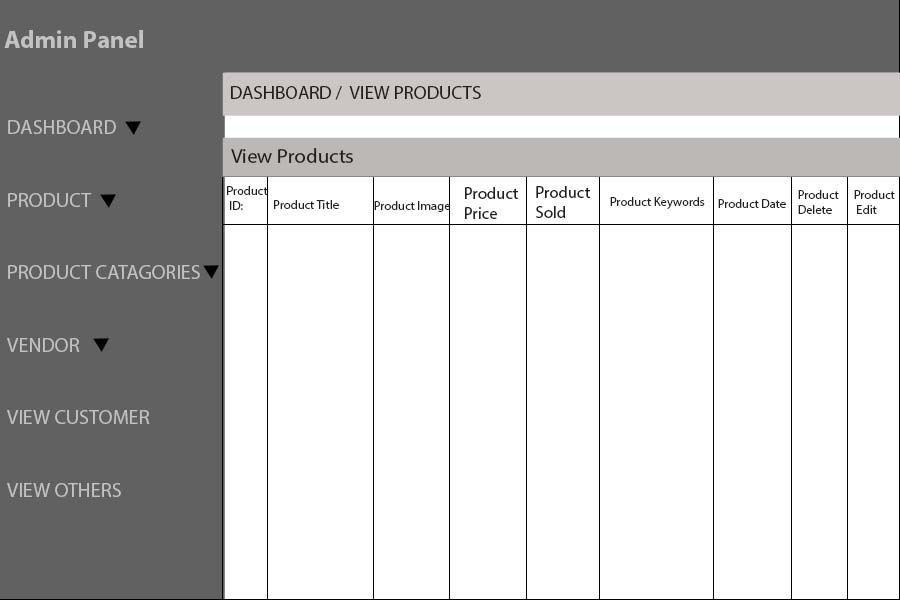 Admin Panel
DASHBOARD / VIEW PRODUCTS
DASHBOARD
View Products
PRODUCT
Product
ID:
Product Title
Product Image
Product
Price
Product
Sold
Product Keywords
Product Date
Product
Delete
Product
Edit
PRODUCT CATAGORIES
VENDOR
VIEW CUSTOMER
VIEW OTHERS